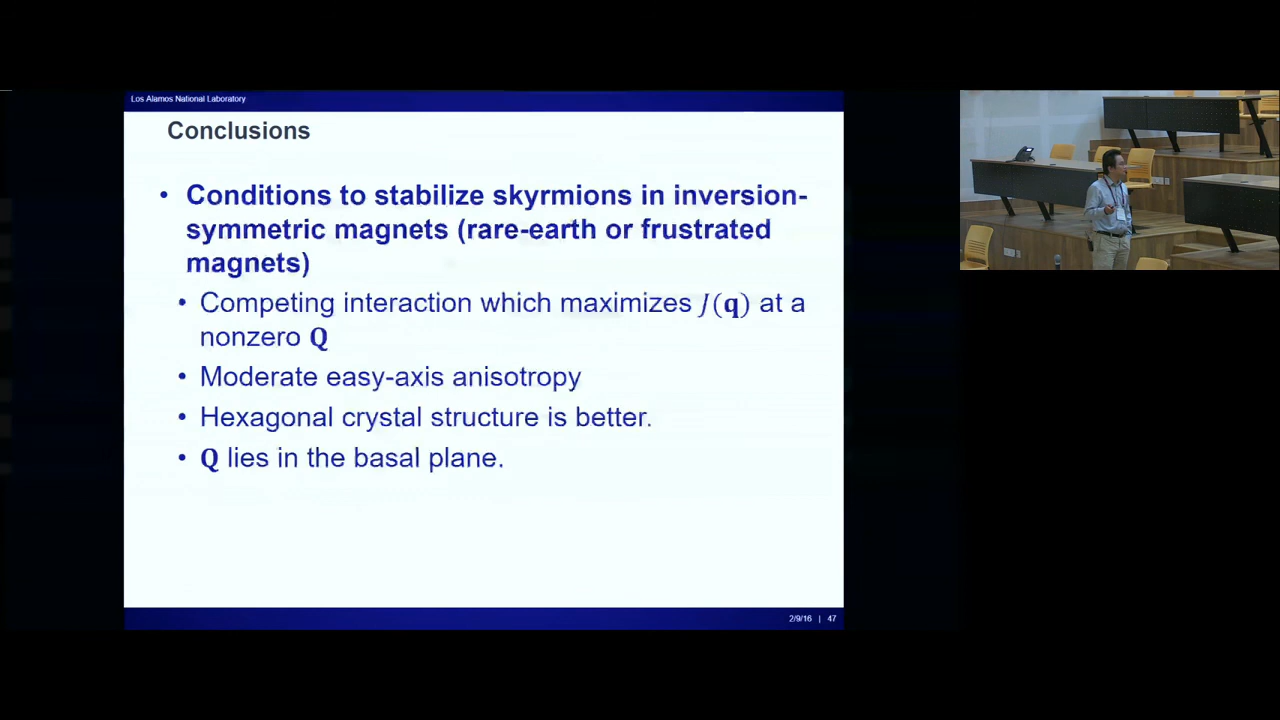 Los Alamos National Laboratory
Conclusions
• Conditions to stabilize skyrmions in inversion-
symmetric magnets (rare-earth or frustrated
magnets)
• Competing interaction which maximizes J(q) at a
nonzero Q
• Moderate easy-axis anisotropy
• Hexagonal crystal structure is better.
• Q lies in the basal plane.
2/9/16 | 47